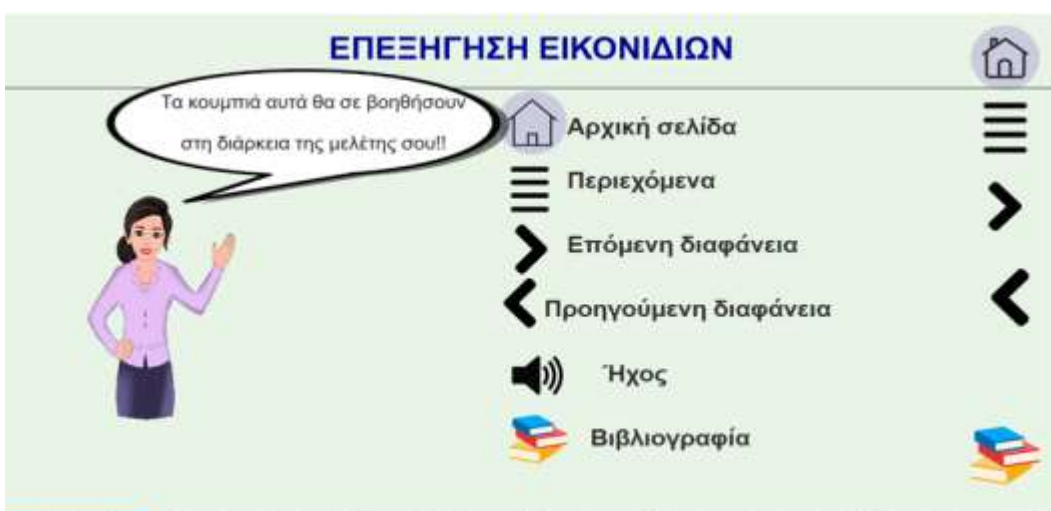 ΕΠΕΞΗΓΗΣΗ ΕΙΚΟΝΙΔΙΩΝ
Τα κουμπιά αυτά θα σε βοηθήσουν
στη διάρκεια της μελέτης σου!!
Αρχική σελίδα
Περιεχόμενα
Επόμενη διαφάνεια
Προηγούμενη διαφάνεια
Ήχος
Βιβλιογραφία